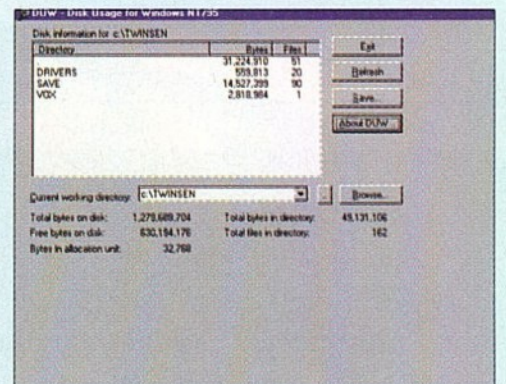 DUW - Disk Usage for Windows NT/95
Disk information for c:\TWINSEN
Directory Bytes Files
. 31,224,910 51
DRIVERS 559,813 20
SAVE 14,527,399 90
VOX 2,818,984 1
Exit
Refresh
Save...
About DUW...
Current working directory: c:\TWINSEN . Browse...
Total bytes on disk: 1,279,689,704 Total bytes in directory: 49,131,106
Free bytes on disk: 630,194,176 Total files in directory: 162
Bytes in allocation unit: 32,768